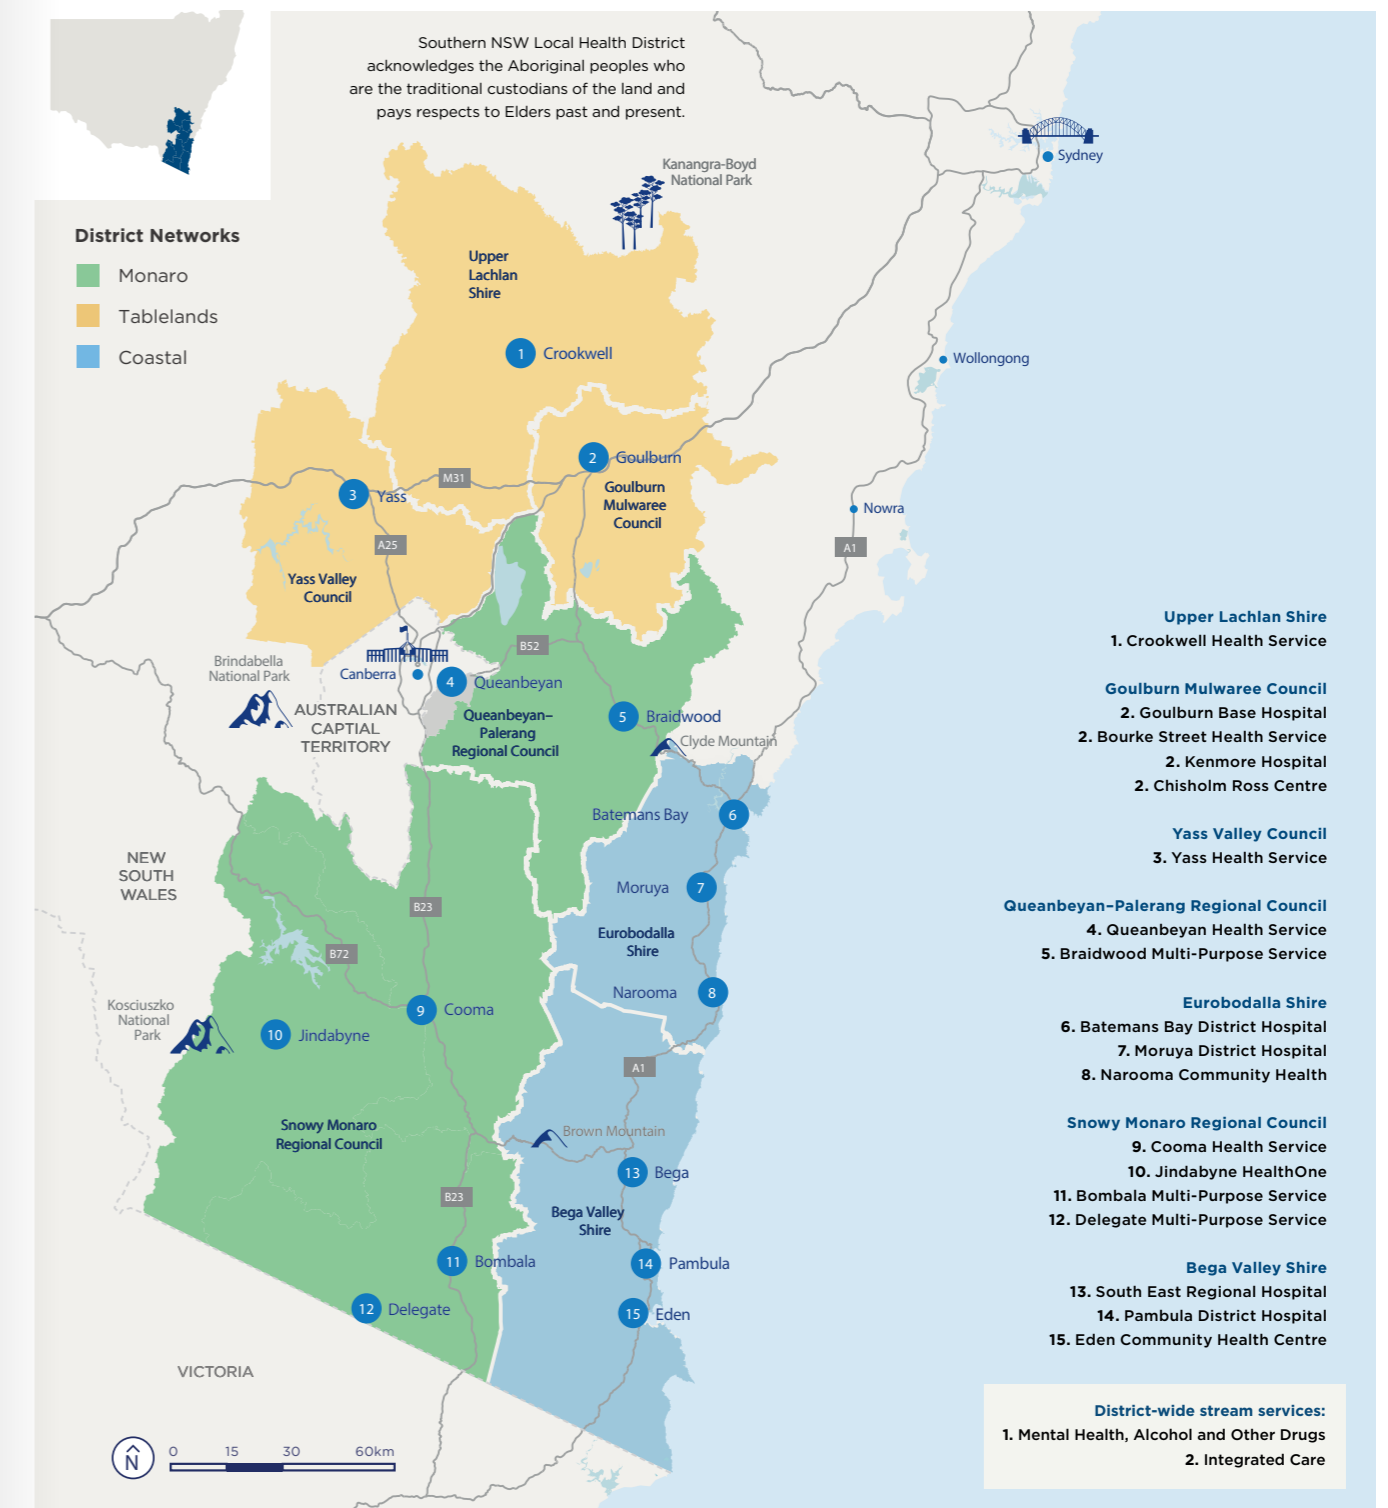 Southern NSW Local Health District
acknowledges the Aboriginal peoples who
are the traditional custodians of the land and
pays respects to Elders past and present.
Kanangra-Boyd
National Park
Sydney
District Networks
Monaro
Tablelands
Coastal
Upper
Lachlan
Shire
1 Crookwell
Wollongong
2 Goulburn
M31
3 Yass
Goulburn
Mulwaree
Council
Nowra
A25
A1
Yass Valley
Council
B52
Brindabella
National Park
Canberra
4 Queanbeyan
AUSTRALIAN
CAPTIAL
TERRITORY
Queanbeyan–
Palerang
Regional Council
5 Braidwood
Clyde Mountain
Batemans Bay 6
NEW
SOUTH
WALES
Moruya 7
B23
Eurobodalla
Shire
B72
Narooma 8
Kosciuszko
National
Park
9 Cooma
10 Jindabyne
A1
Snowy Monaro
Regional Council
Brown Mountain
13 Bega
B23
Bega Valley
Shire
11 Bombala
14 Pambula
12 Delegate
15 Eden
VICTORIA
N
0 15 30 60km
Upper Lachlan Shire
1. Crookwell Health Service
Goulburn Mulwaree Council
2. Goulburn Base Hospital
2. Bourke Street Health Service
2. Kenmore Hospital
2. Chisholm Ross Centre
Yass Valley Council
3. Yass Health Service
Queanbeyan–Palerang Regional Council
4. Queanbeyan Health Service
5. Braidwood Multi-Purpose Service
Eurobodalla Shire
6. Batemans Bay District Hospital
7. Moruya District Hospital
8. Narooma Community Health
Snowy Monaro Regional Council
9. Cooma Health Service
10. Jindabyne HealthOne
11. Bombala Multi-Purpose Service
12. Delegate Multi-Purpose Service
Bega Valley Shire
13. South East Regional Hospital
14. Pambula District Hospital
15. Eden Community Health Centre
District-wide stream services:
1. Mental Health, Alcohol and Other Drugs
2. Integrated Care